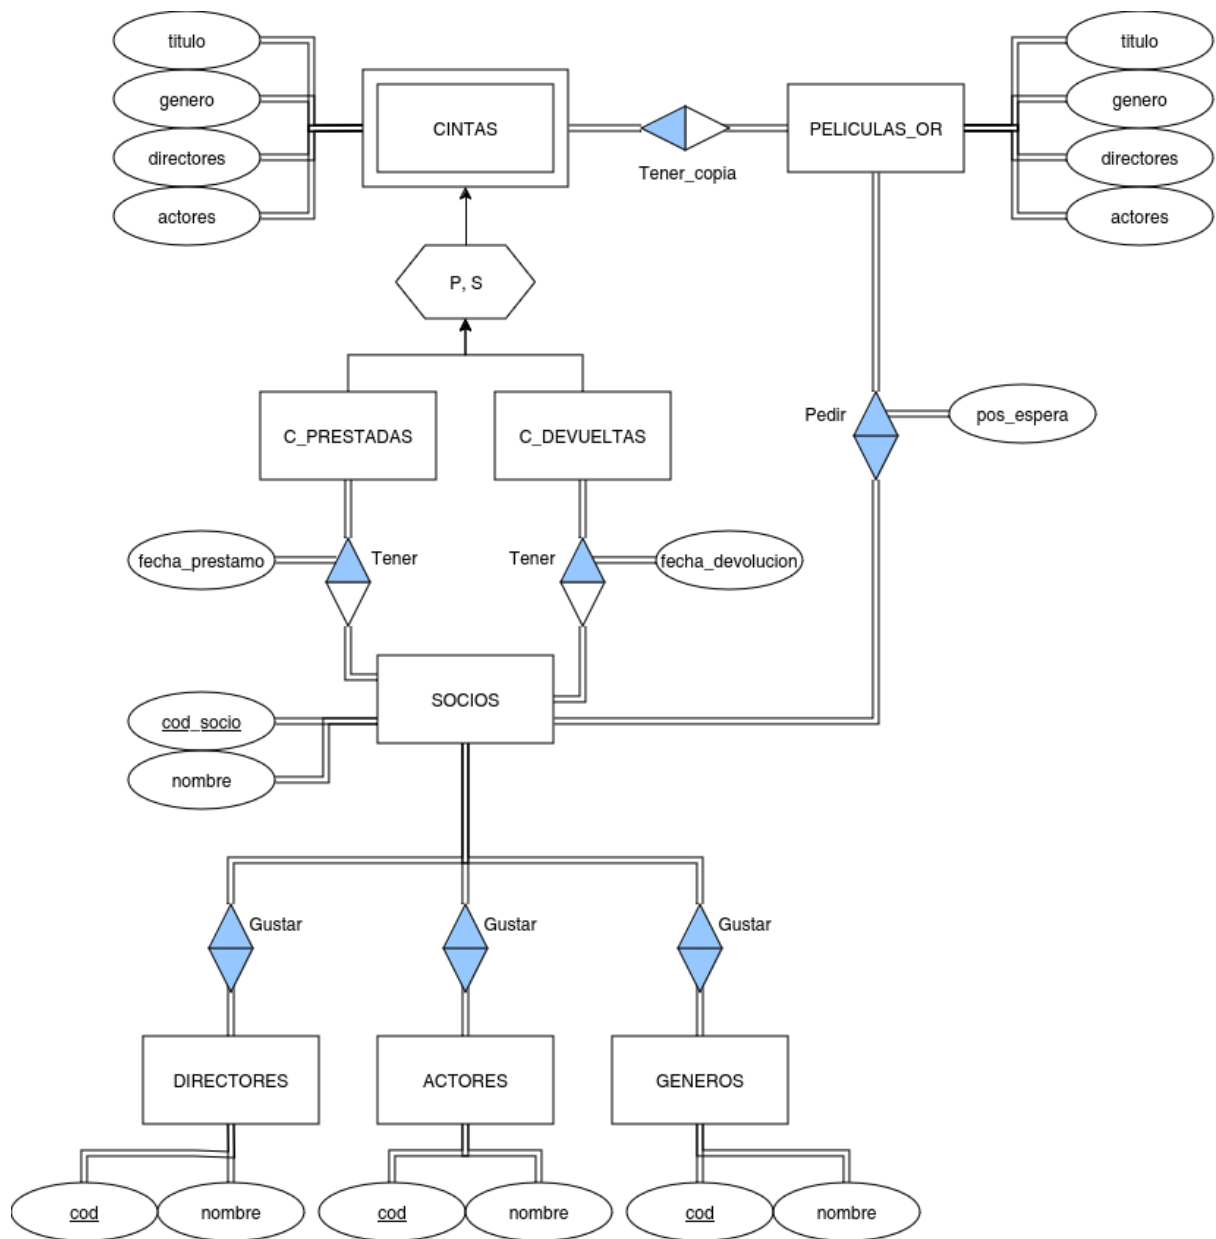 titulo
genero
directores
actores
CINTAS
Tener_copia
PELICULAS_OR
titulo
genero
directores
actores
P, S
C_PRESTADAS
C_DEVUELTAS
Pedir
pos_espera
fecha_prestamo
Tener
Tener
fecha_devolucion
SOCIOS
cod_socio
nombre
Gustar
Gustar
Gustar
DIRECTORES
ACTORES
GENEROS
cod
nombre
cod
nombre
cod
nombre